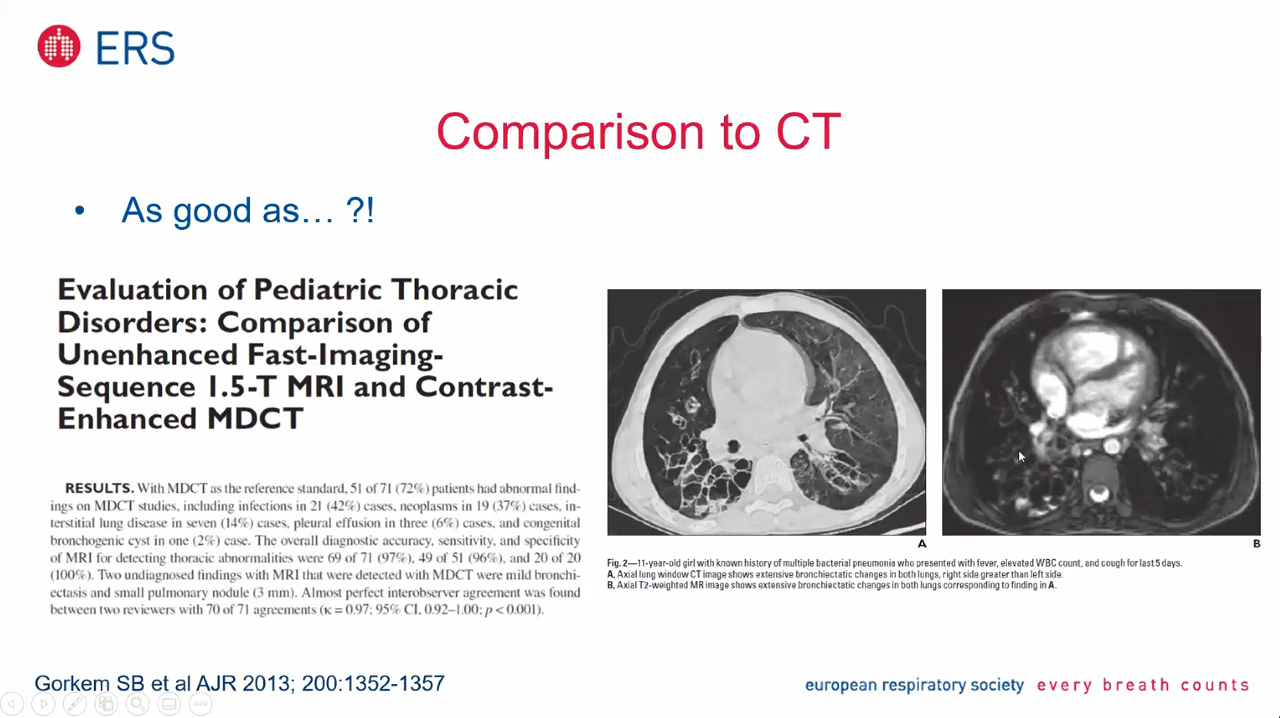 ERS
Comparison to CT
• As good as… ?!
Evaluation of Pediatric Thoracic
Disorders: Comparison of
Unenhanced Fast-Imaging-
Sequence 1.5-T MRI and Contrast-
Enhanced MDCT
RESULTS. With MDCT as the reference standard, 51 of 71 (72%) patients had abnormal find-
ings on MDCT studies, including infections in 21 (42%) cases, neoplasms in 19 (37%) cases, in-
terstitial lung disease in seven (14%) cases, pleural effusion in three (6%) cases, and congenital
bronchogenic cyst in one (2%) case. The overall diagnostic accuracy, sensitivity, and specificity
of MRI for detecting thoracic abnormalities were 69 of 71 (97%), 49 of 51 (96%), and 20 of 20
(100%). Two undiagnosed findings with MRI that were detected with MDCT were mild bronchi-
ectasis and small pulmonary nodule (3 mm). Almost perfect interobserver agreement was found
between two reviewers with 70 of 71 agreements (κ = 0.97; 95% CI, 0.92–1.00; p < 0.001).
A
B
Fig. 2—11-year-old girl with known history of multiple bacterial pneumonia who presented with fever, elevated WBC count, and cough for last 5 days.
A, Axial lung window CT image shows extensive bronchiectatic changes in both lungs, right side greater than left side.
B, Axial T2-weighted MR image shows extensive bronchiectatic changes in both lungs corresponding to finding in A.
Gorkem SB et al AJR 2013; 200:1352-1357
european respiratory society every breath counts